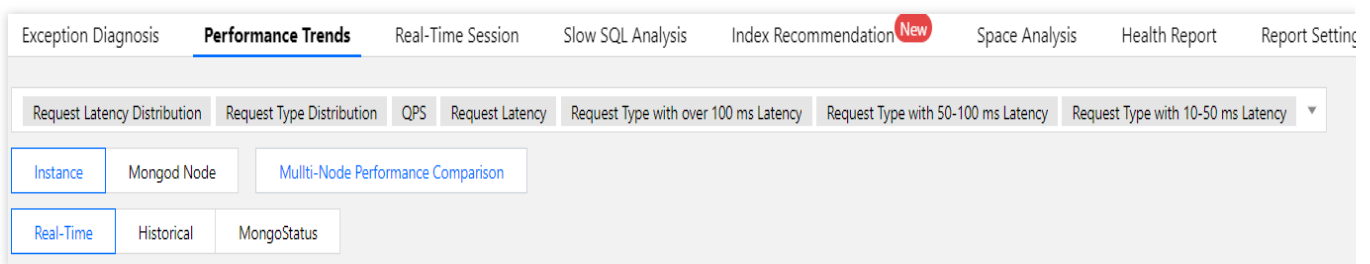 Exception Diagnosis Performance Trends Real-Time Session Slow SQL Analysis Index Recommendation New Space Analysis Health Report Report Setting
Request Latency Distribution Request Type Distribution QPS Request Latency Request Type with over 100 ms Latency Request Type with 50-100 ms Latency Request Type with 10-50 ms Latency
Instance Mongod Node Mullti-Node Performance Comparison
Real-Time Historical MongoStatus